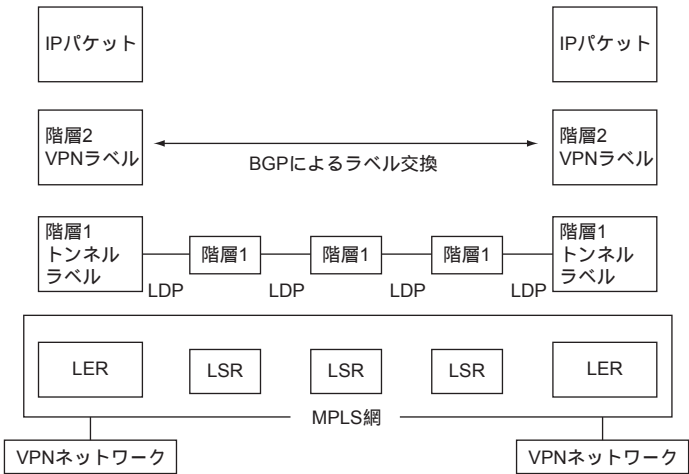 IPパケット
IPパケット
階層2
VPNラベル
階層2
VPNラベル
BGPによるラベル交換
階層1
トンネル
ラベル
階層1
階層1
階層1
階層1
トンネル
ラベル
LDP
LDP
LDP
LDP
LER
LSR
LSR
LSR
LER
MPLS網
VPNネットワーク
VPNネットワーク